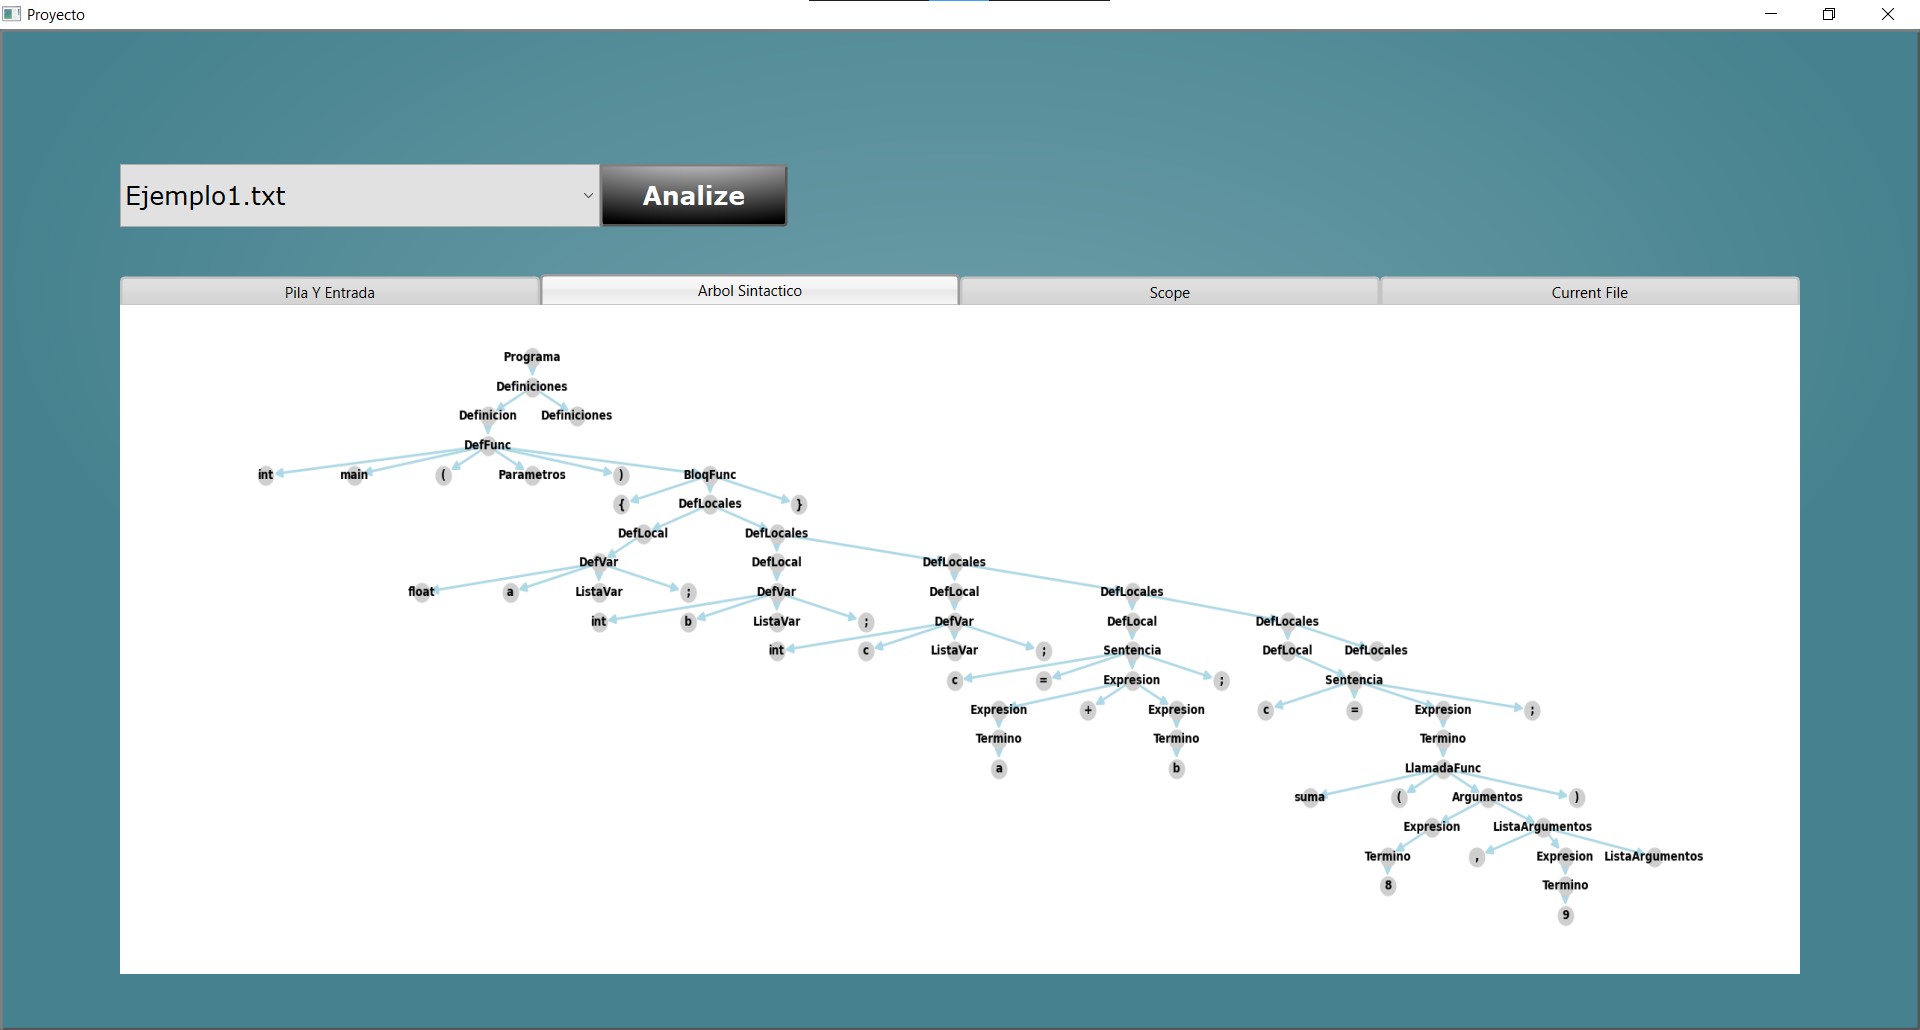 Proyecto
Ejemplo1.txt
Analize
Pila Y Entrada Arbol Sintactico Scope Current File
Programa
Definiciones
Definicion Definiciones
DefFunc
int main ( Parametros ) BloqFunc
{ DefLocales }
DefLocal DefLocales
DefVar DefLocal DefLocales
float a ListaVar ; DefVar DefLocal DefLocales
int b ListaVar ; DefVar DefLocal DefLocales
int c ListaVar ; Sentencia DefLocal DefLocales
c = Expresion ; Sentencia
Expresion + Expresion c = Expresion ;
Termino Termino Termino
a b LlamadaFunc
suma ( Argumentos )
Expresion ListaArgumentos
Termino , Expresion ListaArgumentos
8 Termino
9